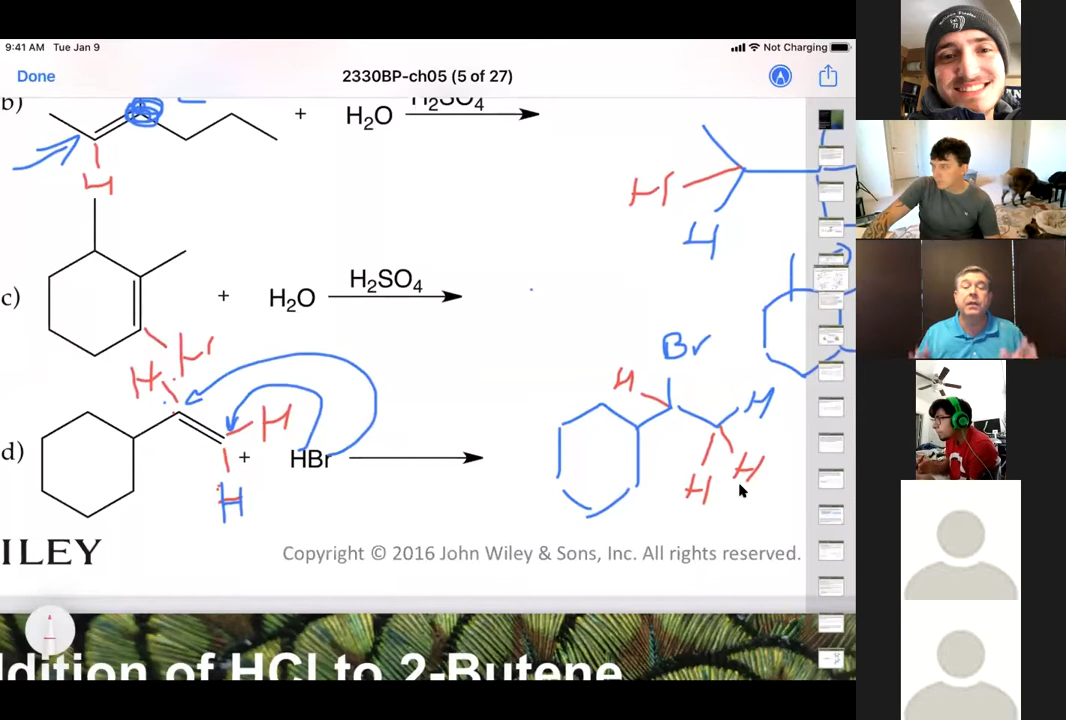 9:41 AM Tue Jan 9
Not Charging
Done
2330BP-ch05 (5 of 27)
b)
+
H₂O
H₂SO₄
H
H
H
c)
+
H₂O
H₂SO₄
H
H
Br
H
H
d)
H
+
HBr
H
H
H
ILEY
Copyright © 2016 John Wiley & Sons, Inc. All rights reserved.
ddition of HCl to 2-Butene